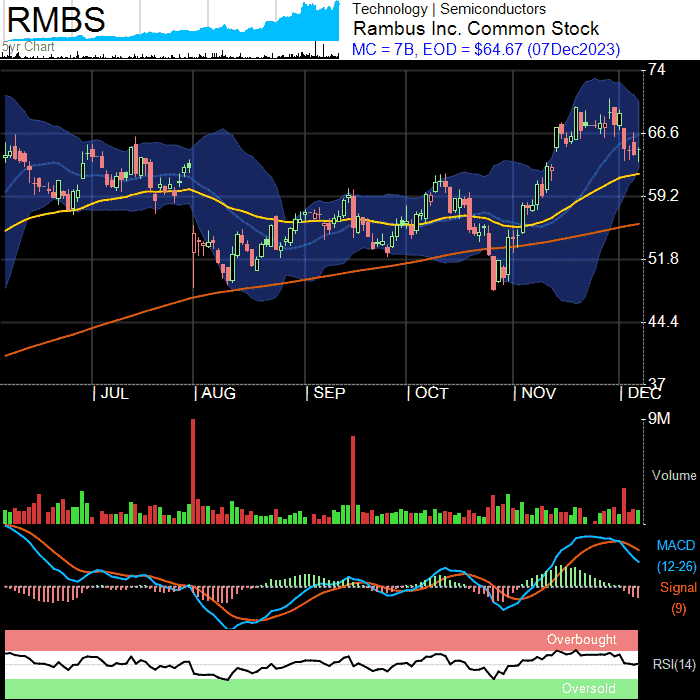 RMBS
5yr Chart
Technology | Semiconductors
Rambus Inc. Common Stock
MC = 7B, EOD = $64.67 (07Dec2023)
74
66.6
59.2
51.8
44.4
37
| JUL | AUG | SEP | OCT | NOV | DEC
9M
Volume
MACD
(12-26)
Signal
(9)
Overbought
RSI(14)
Oversold